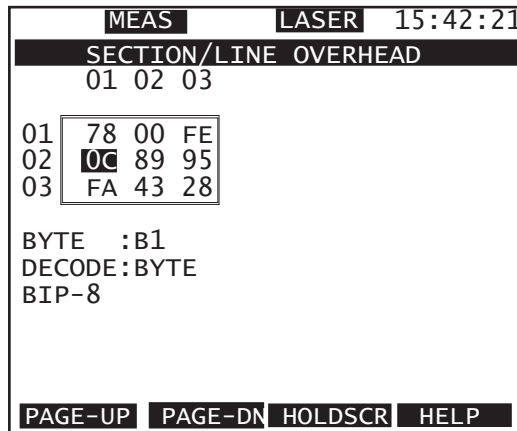 MEAS LASER 15:42:21
SECTION/LINE OVERHEAD
01 02 03
01 78 00 FE
02 0C 89 95
03 FA 43 28
BYTE :B1
DECODE:BYTE
BIP-8
PAGE-UP PAGE-DN HOLDSCR HELP